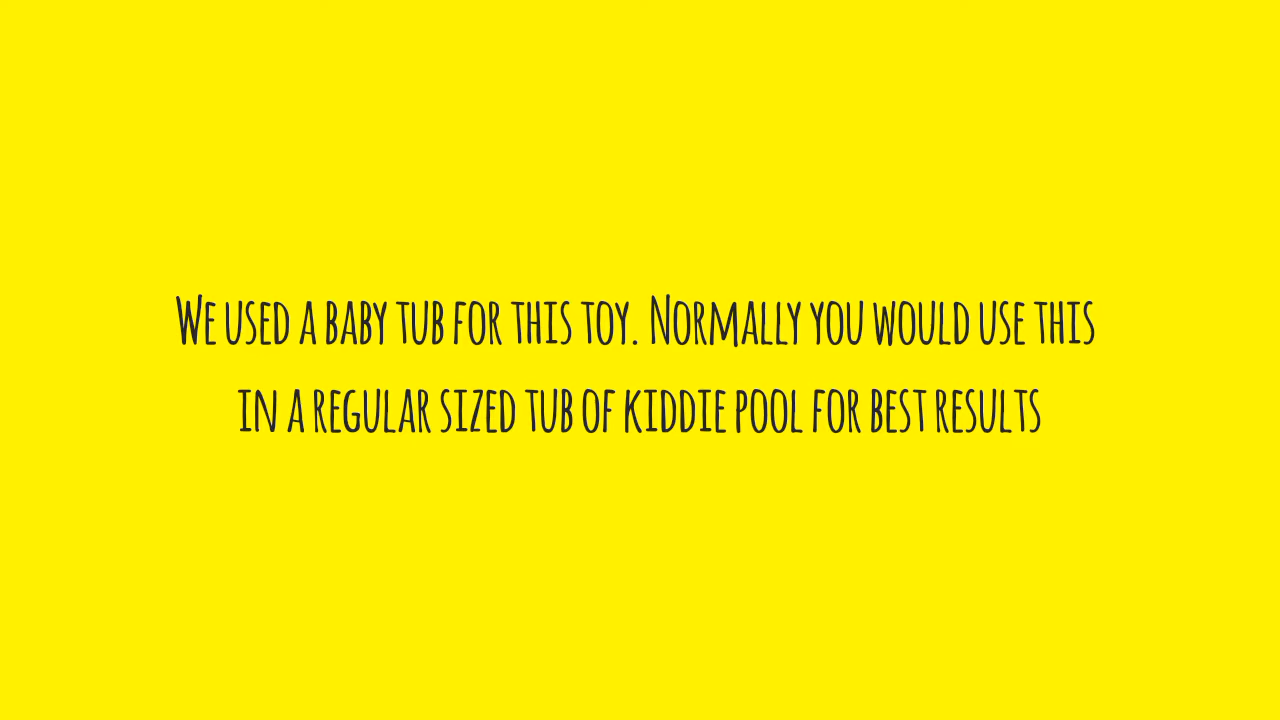 We used a baby tub for this toy. Normally you would use this
in a regular sized tub of kiddie pool for best results